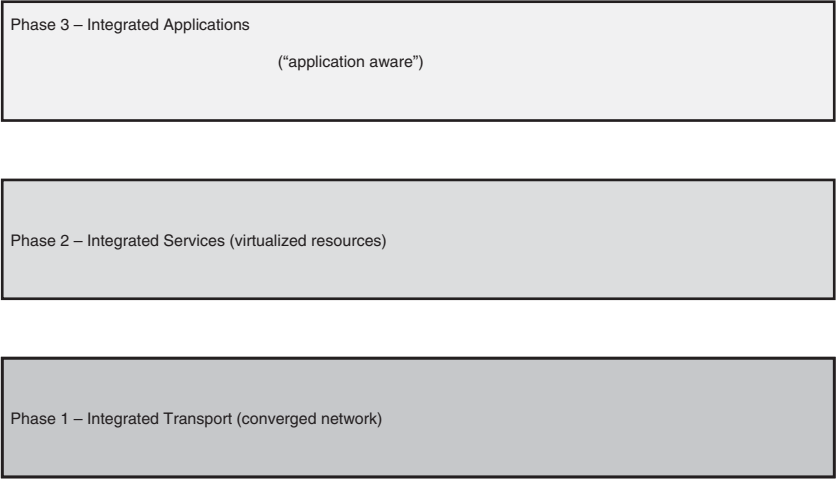 Phase 3 – Integrated Applications
(“application aware”)
Phase 2 – Integrated Services (virtualized resources)
Phase 1 – Integrated Transport (converged network)